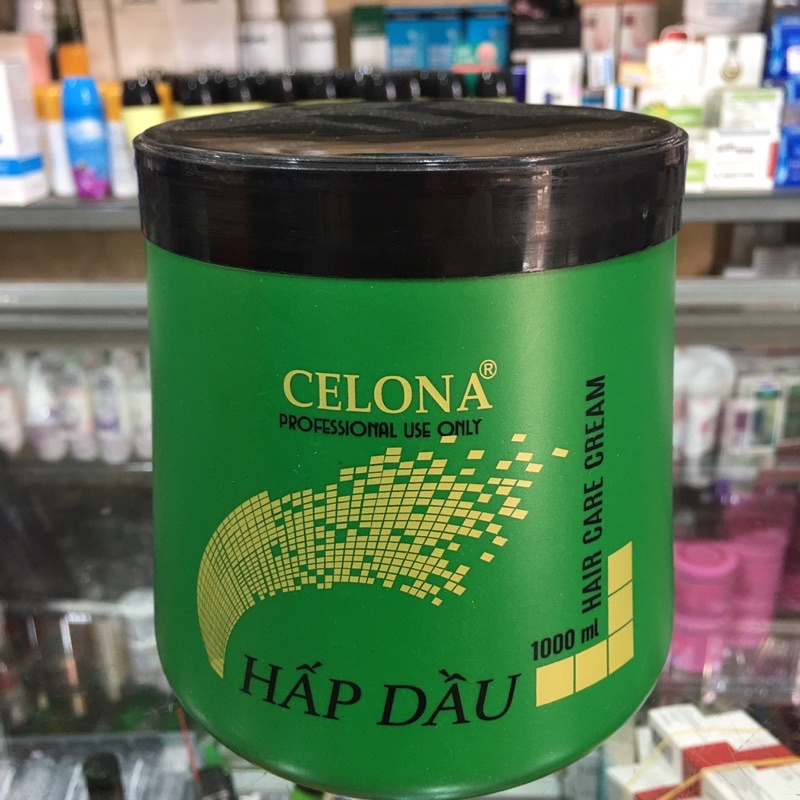 CELONA®
PROFESSIONAL USE ONLY
HAIR CARE CREAM
1000 ml
HẤP DẦU